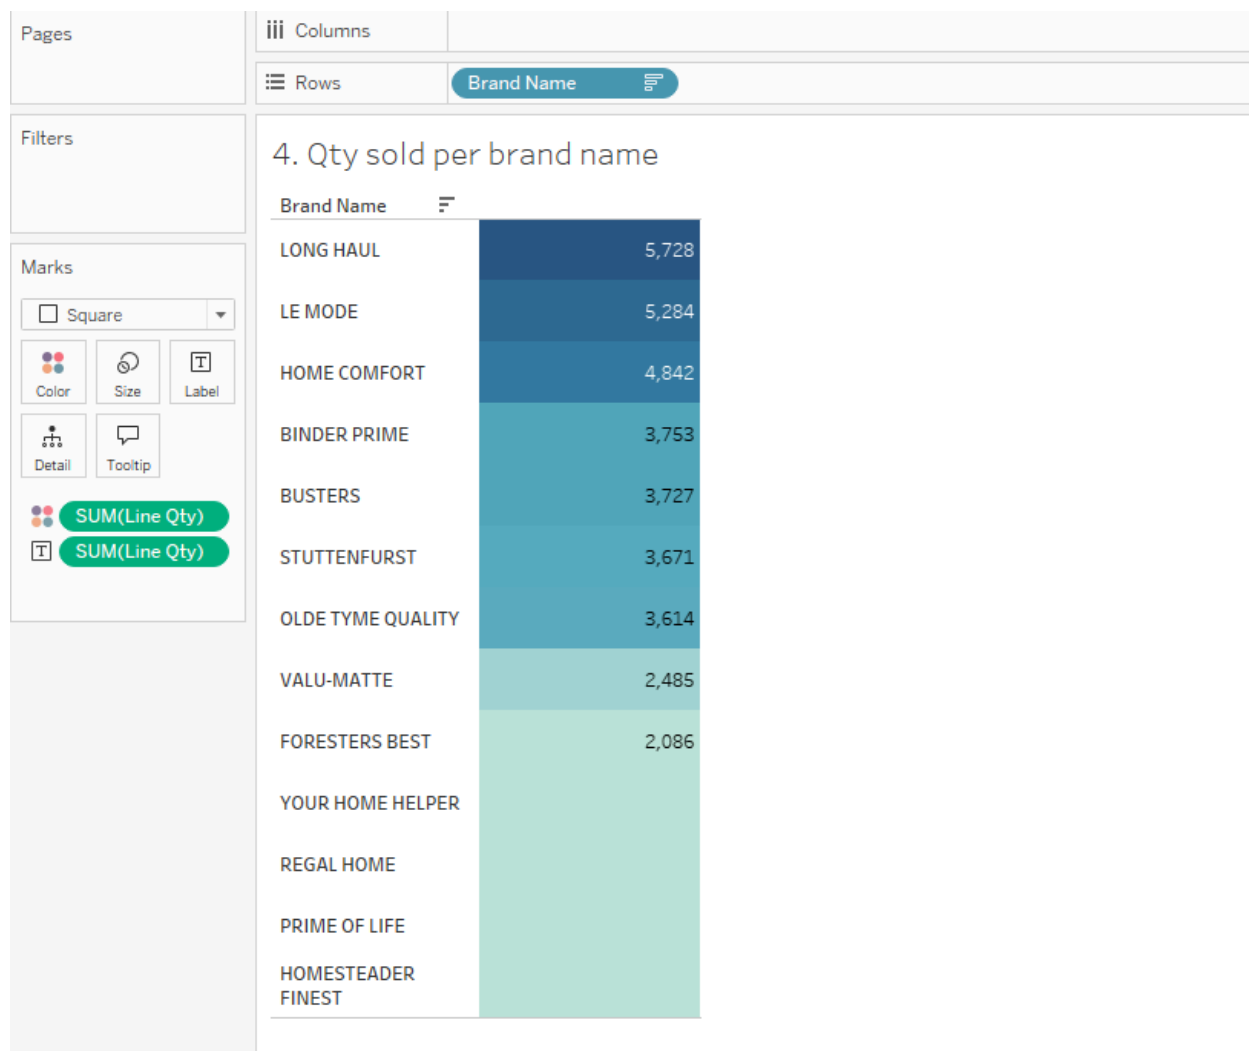 Pages
Columns
Rows
Brand Name
Filters
Marks
Square
Color
Size
Label
Detail
Tooltip
SUM(Line Qty)
SUM(Line Qty)
4. Qty sold per brand name
Brand Name
LONG HAUL 5,728
LE MODE 5,284
HOME COMFORT 4,842
BINDER PRIME 3,753
BUSTERS 3,727
STUTTENFURST 3,671
OLDE TYME QUALITY 3,614
VALU-MATTE 2,485
FORESTERS BEST 2,086
YOUR HOME HELPER
REGAL HOME
PRIME OF LIFE
HOMESTEADER
FINEST